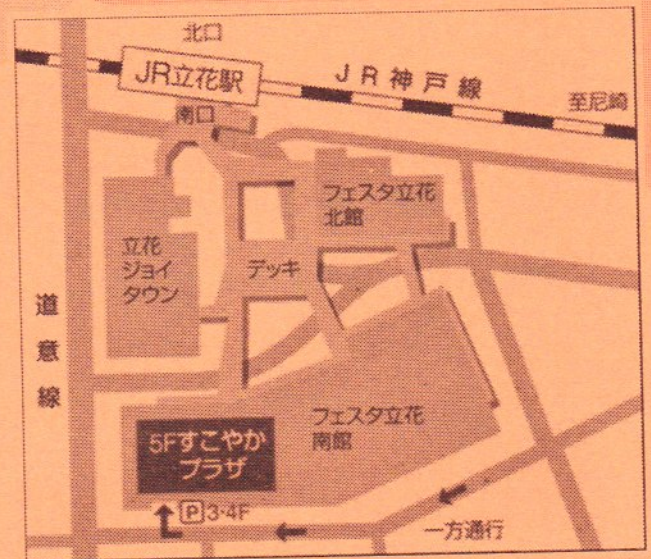 北口
JR立花駅
JR神戸線
至尼崎
南口
フェスタ立花
北館
立花
ジョイ
タウン
デッキ
道意線
フェスタ立花
南館
5Fすこやか
プラザ
P3・4F
一方通行